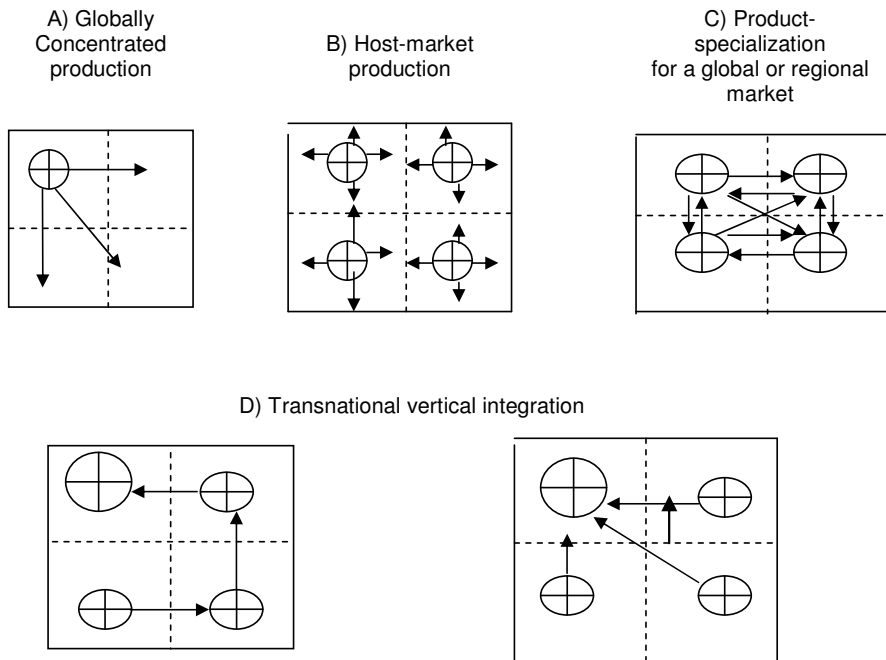 A) Globally
Concentrated
production
B) Host-market
production
C) Product-
specialization
for a global or regional
market
D) Transnational vertical integration